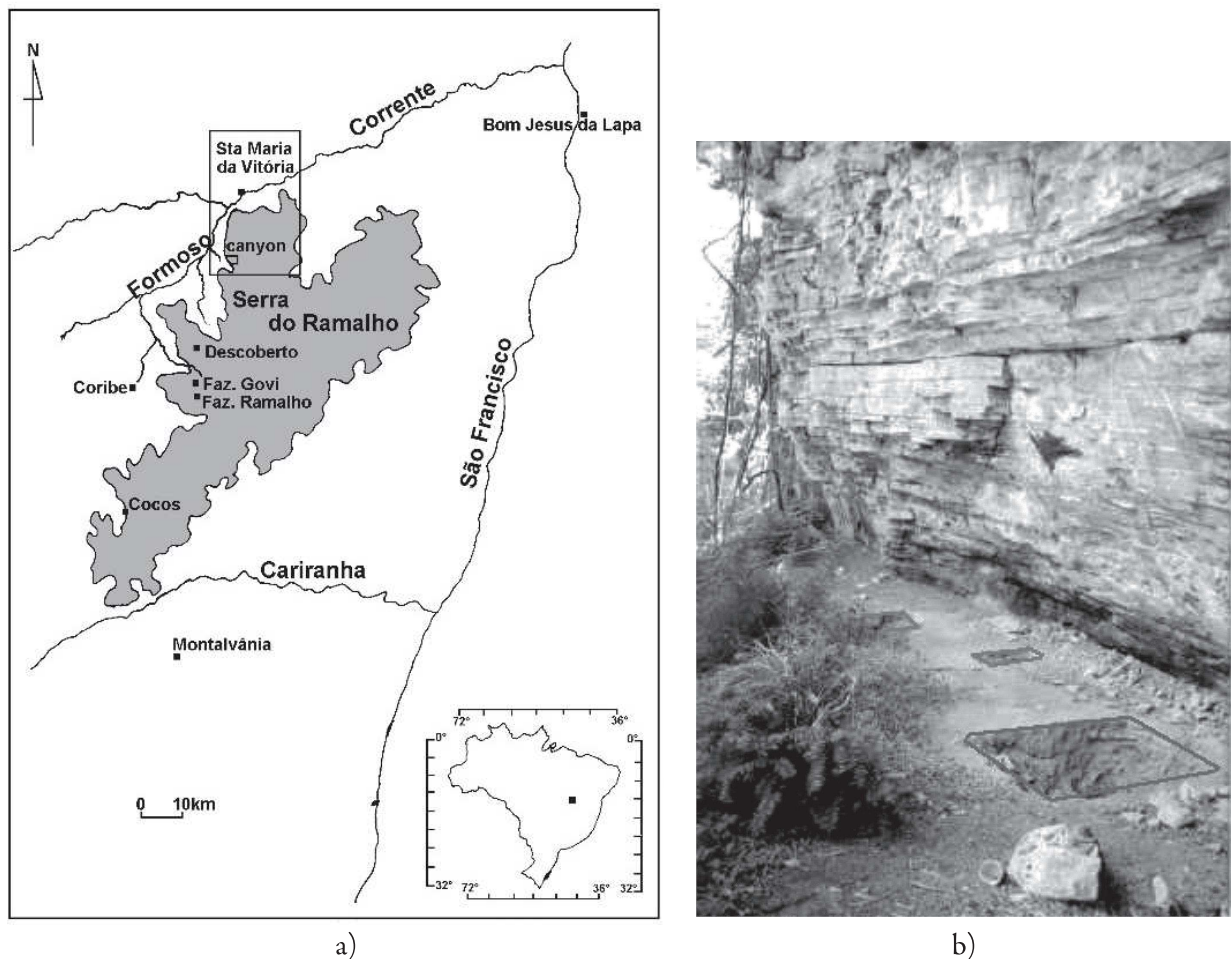 N
Corrente
Bom Jesus da Lapa
Sta Maria
da Vitória
Formoso
canyon
Serra
do Ramalho
Descoberto
Coribe
Faz. Govi
Faz. Ramalho
São Francisco
Cocos
Cariranha
Montalvânia
0 10km
72° 36°
0° 0°
32° 32°
72° 36°
a)
b)